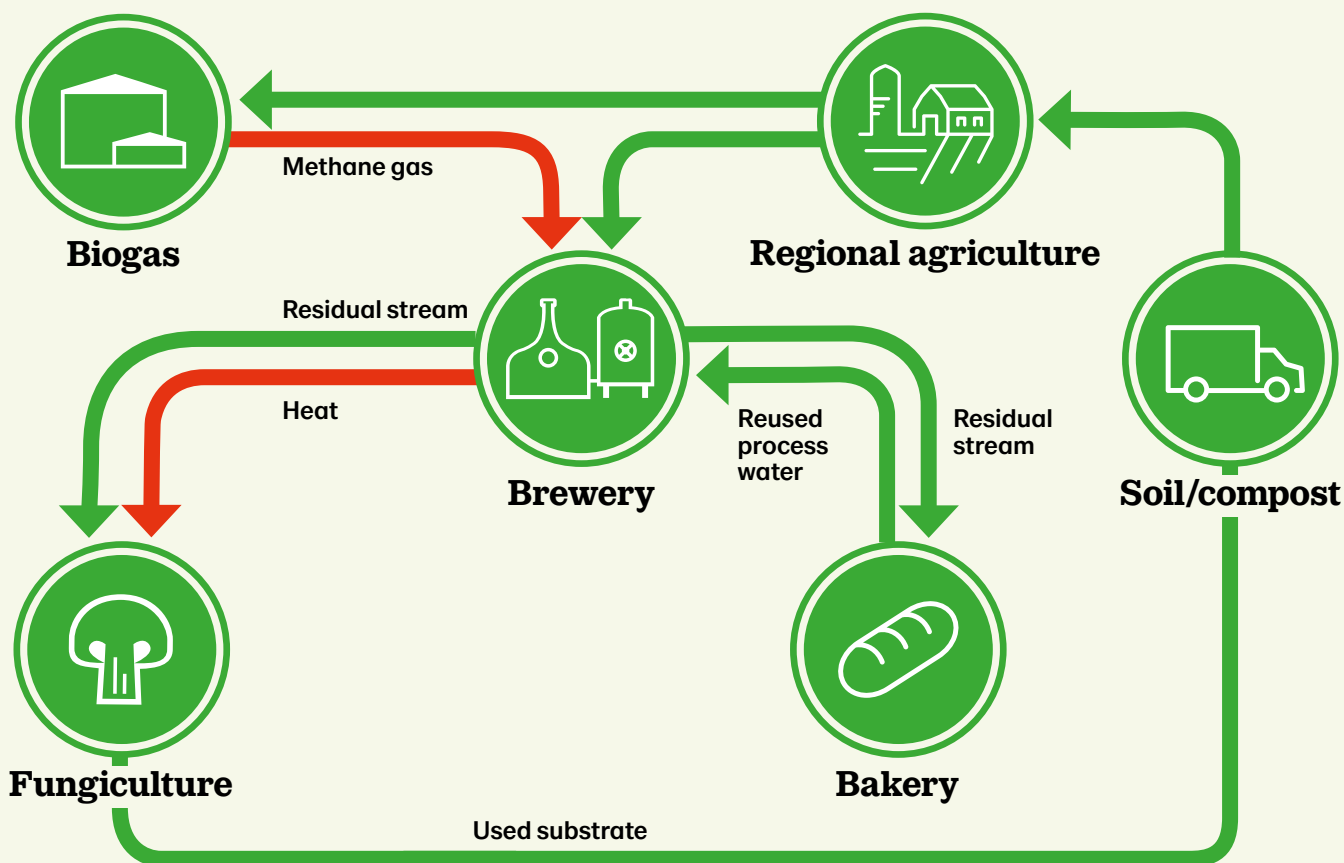 Methane gas
Biogas
Regional agriculture
Residual stream
Heat
Reused
process
water
Residual
stream
Brewery
Soil/compost
Fungiculture
Bakery
Used substrate